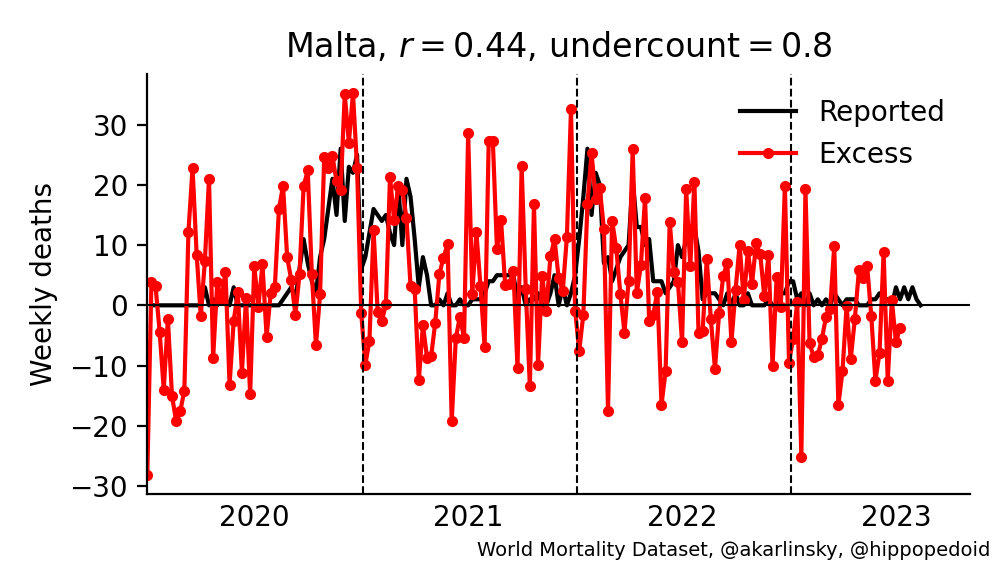 Malta, r = 0.44, undercount = 0.8
Reported
Excess
Weekly deaths
30
20
10
0
−10
−20
−30
2020 2021 2022 2023
World Mortality Dataset, @akarlinsky, @hippopedoid